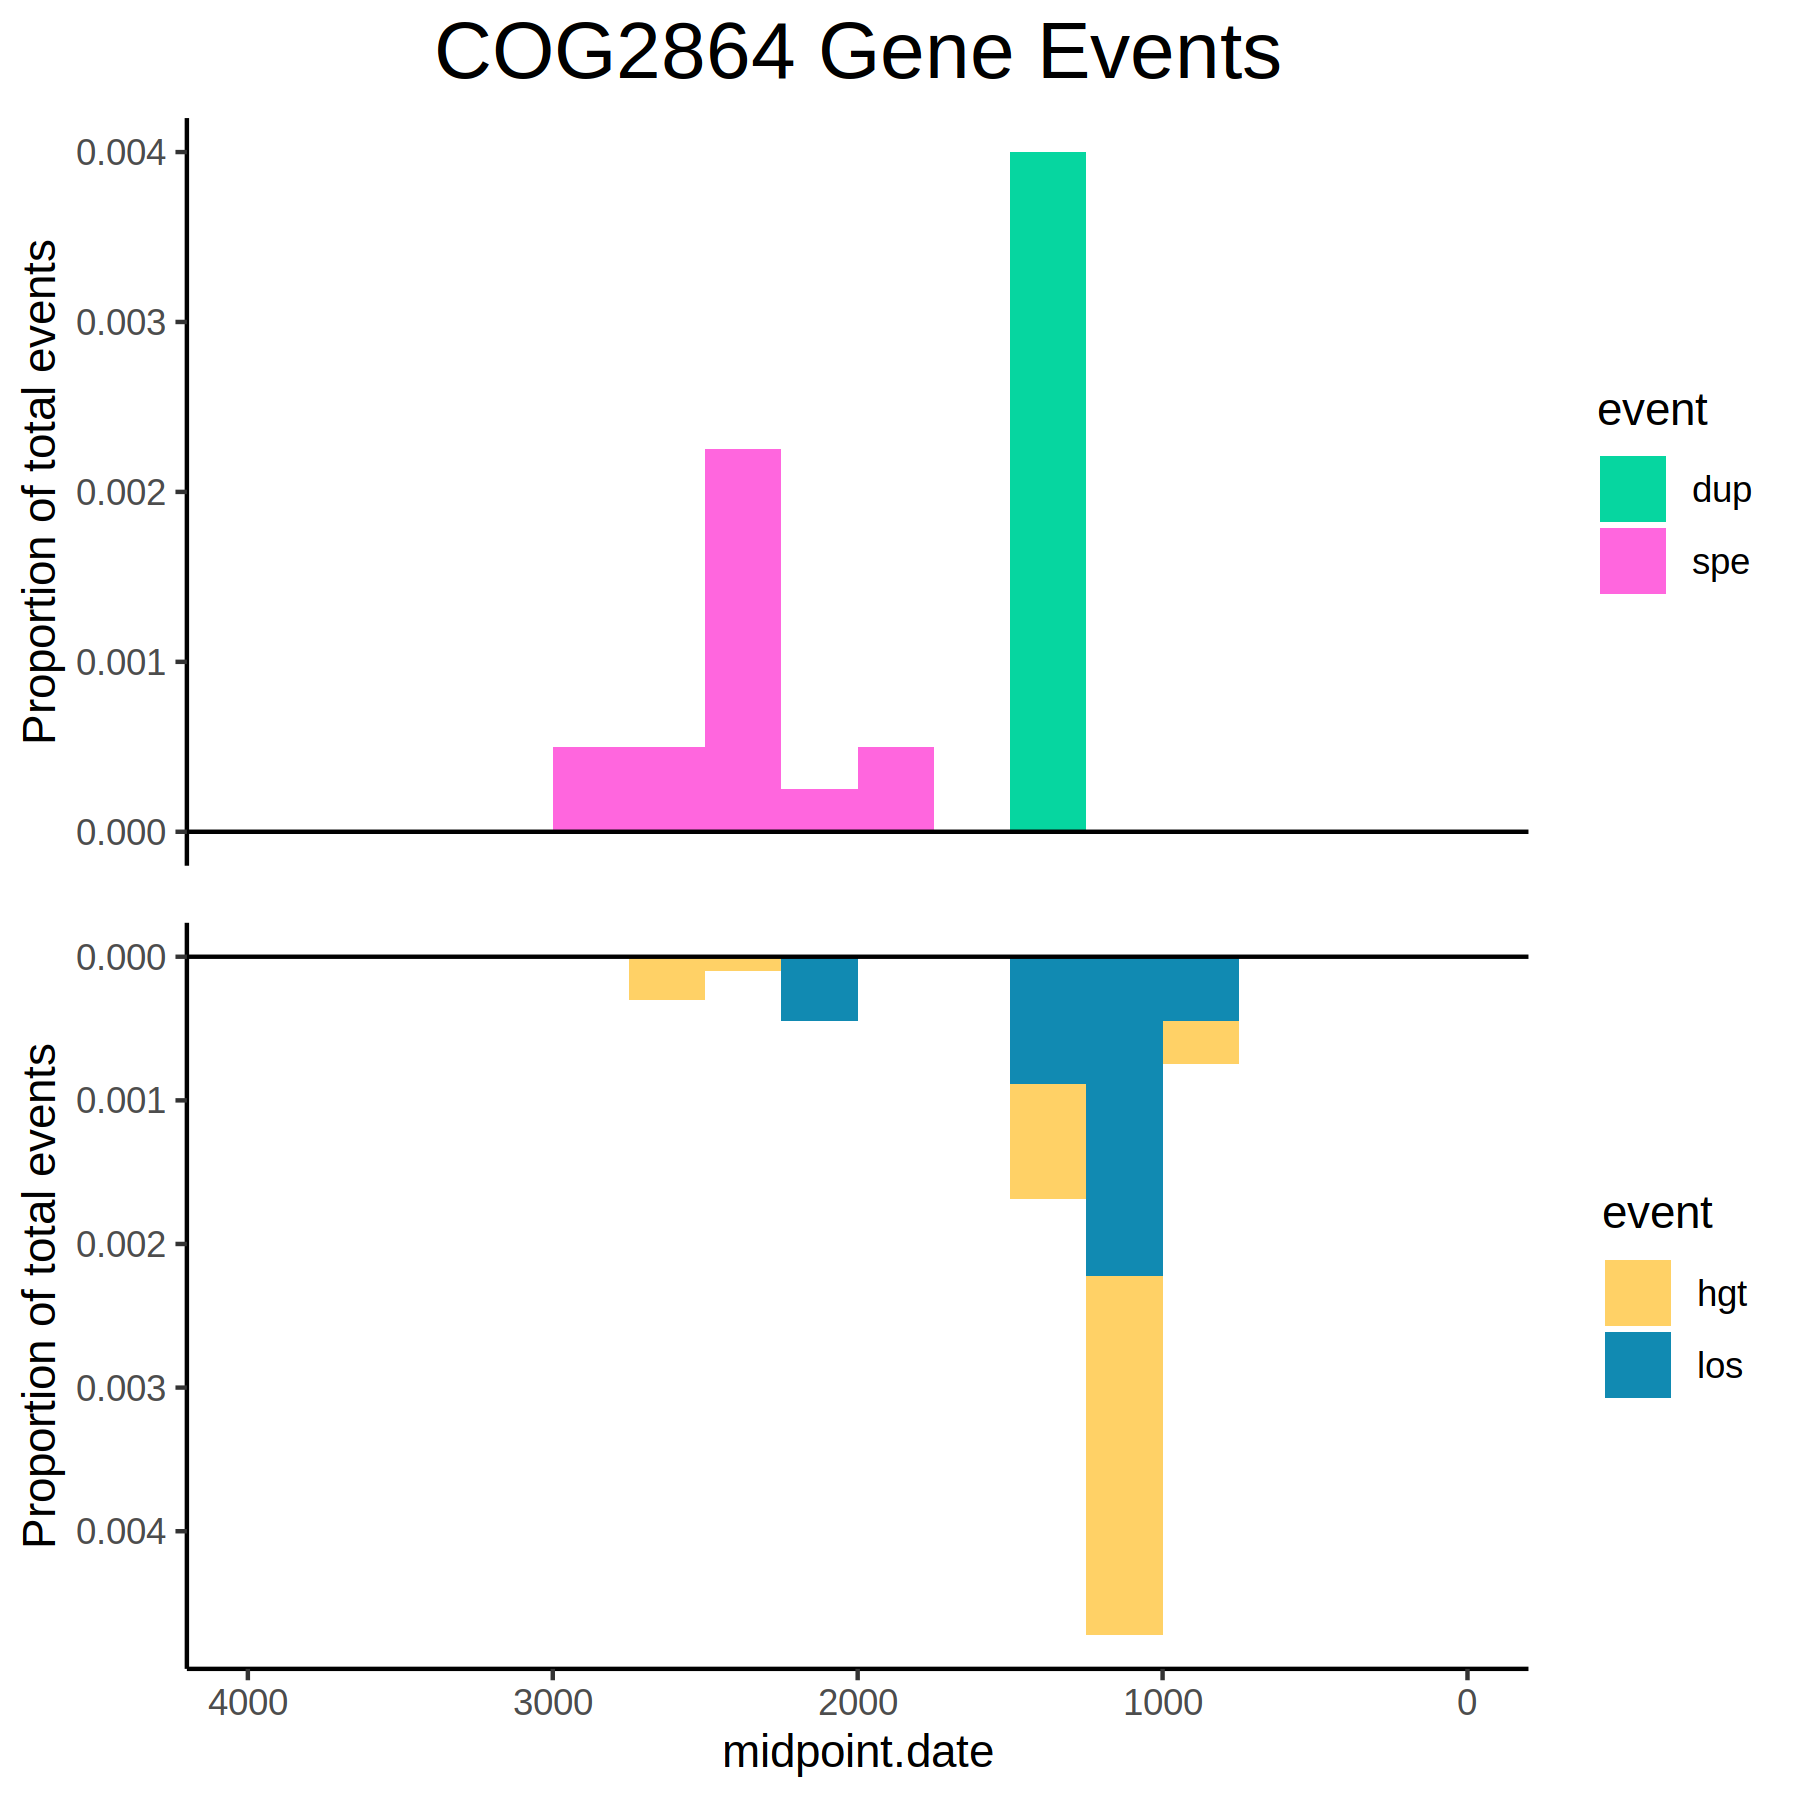 COG2864 Gene Events
Proportion of total events
0.004
0.003
0.002
0.001
0.000
event
dup
spe
Proportion of total events
0.000
0.001
0.002
0.003
0.004
event
hgt
los
4000 3000 2000 1000 0
midpoint.date